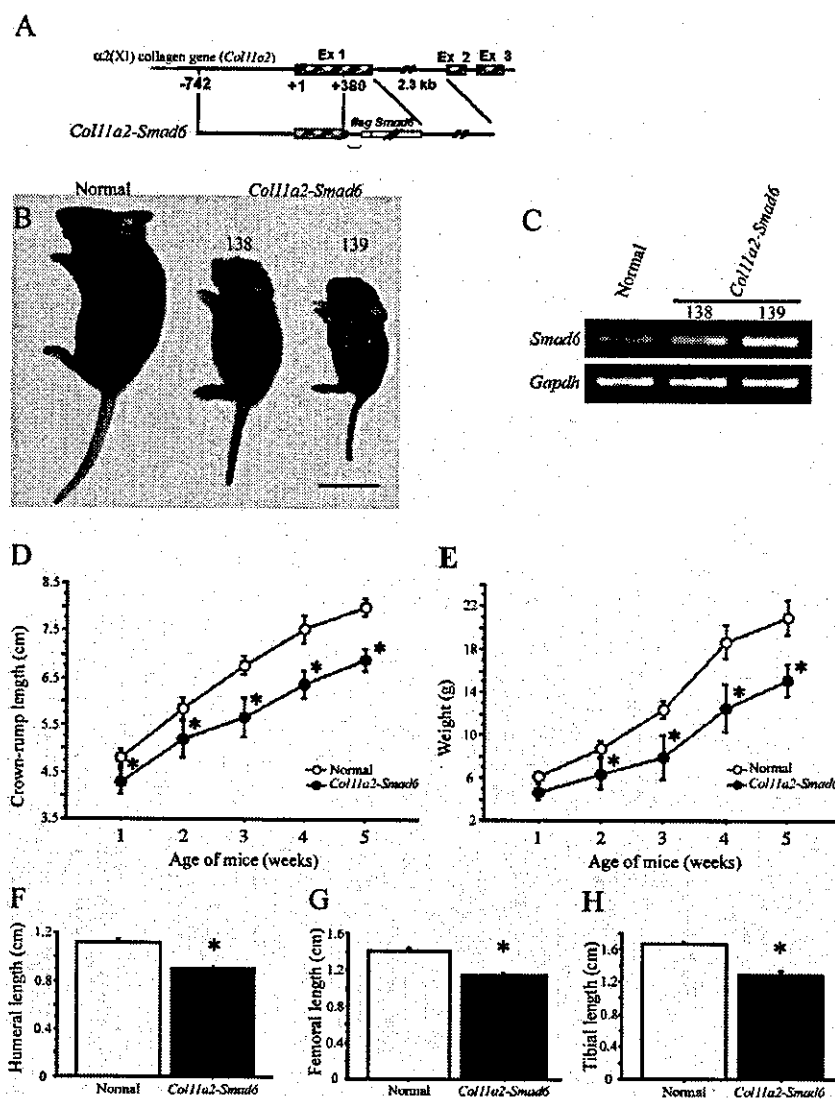 A
α2(XI) collagen gene (Col11a2)
Ex 1
Ex 2
Ex 3
-742
+1
+380
2.3 kb
flag Smad6
Col11a2-Smad6
B
Normal
Col11a2-Smad6
138
139
C
Normal
Col11a2-Smad6
138
139
Smad6
Gapdh
D
Crown-rump length (cm)
8.5
7.5
6.5
5.5
4.5
3.5
* * * * *
Normal
Col11a2-Smad6
1 2 3 4 5
Age of mice (weeks)
E
Weight (g)
22
18
14
10
6
2
* * * *
Normal
Col11a2-Smad6
1 2 3 4 5
Age of mice (weeks)
F
Humeral length (cm)
1.2
0.8
0.4
0
*
Normal
Col11a2-Smad6
G
Femoral length (cm)
1.6
1.2
0.8
0.4
0
*
Normal
Col11a2-Smad6
H
Tibial length (cm)
1.6
1.2
0.8
0.4
0
*
Normal
Col11a2-Smad6